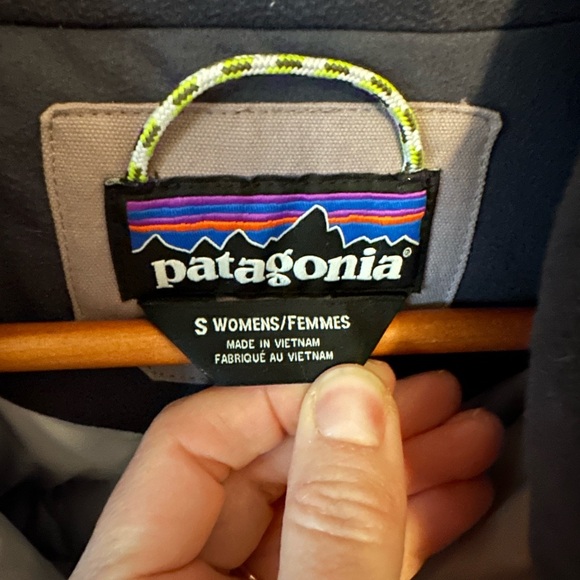 patagonia®
S WOMENS/FEMMES
MADE IN VIETNAM
FABRIQUÉ AU VIETNAM